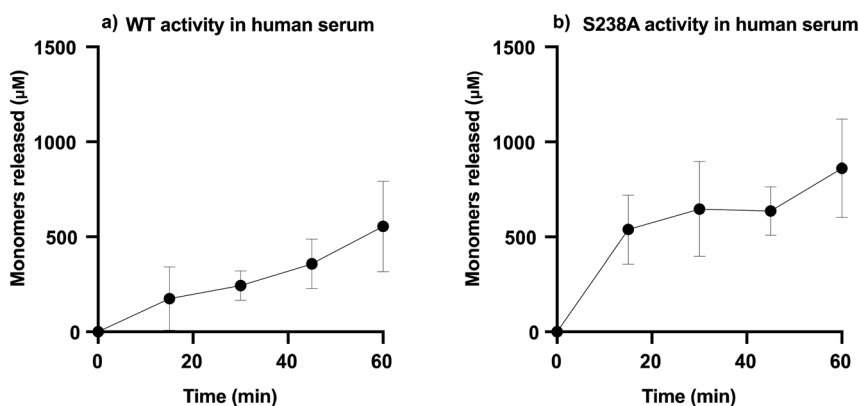 a) WT activity in human serum
Monomers released (µM)
1500
1000
500
0
0 20 40 60
Time (min)
b) S238A activity in human serum
Monomers released (µM)
1500
1000
500
0
0 20 40 60
Time (min)